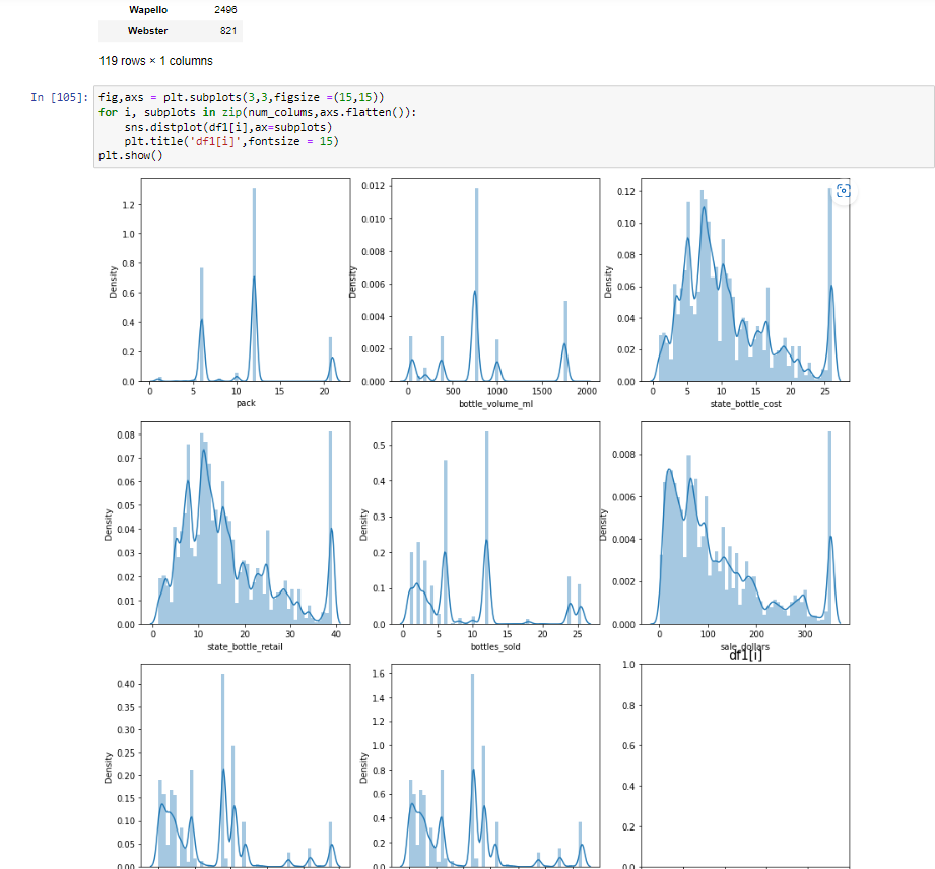 Wapello 2496
Webster 821
119 rows × 1 columns
In [105]: fig,axs = plt.subplots(3,3,figsize =(15,15))
for i, subplots in zip(num_colums,axs.flatten()):
    sns.distplot(df1[i],ax=subplots)
    plt.title('df1[i]',fontsize = 15)
plt.show()
1.2
1.0
0.8
0.6
0.4
0.2
0.0
Density
0 5 10 15 20
pack
0.012
0.010
0.008
0.006
0.004
0.002
0.000
Density
0 500 1000 1500 2000
bottle_volume_ml
0.12
0.10
0.08
0.06
0.04
0.02
0.00
Density
0 5 10 15 20 25
state_bottle_cost
0.08
0.07
0.06
0.05
0.04
0.03
0.02
0.01
0.00
Density
0 10 20 30 40
state_bottle_retail
0.5
0.4
0.3
0.2
0.1
0.0
Density
0 5 10 15 20 25
bottles_sold
0.008
0.006
0.004
0.002
0.000
Density
0 100 200 300
sale_dollars
df1[i]
0.40
0.35
0.30
0.25
0.20
0.15
0.10
0.05
0.00
Density
1.6
1.4
1.2
1.0
0.8
0.6
0.4
0.2
0.0
Density
1.0
0.8
0.6
0.4
0.2
0.0